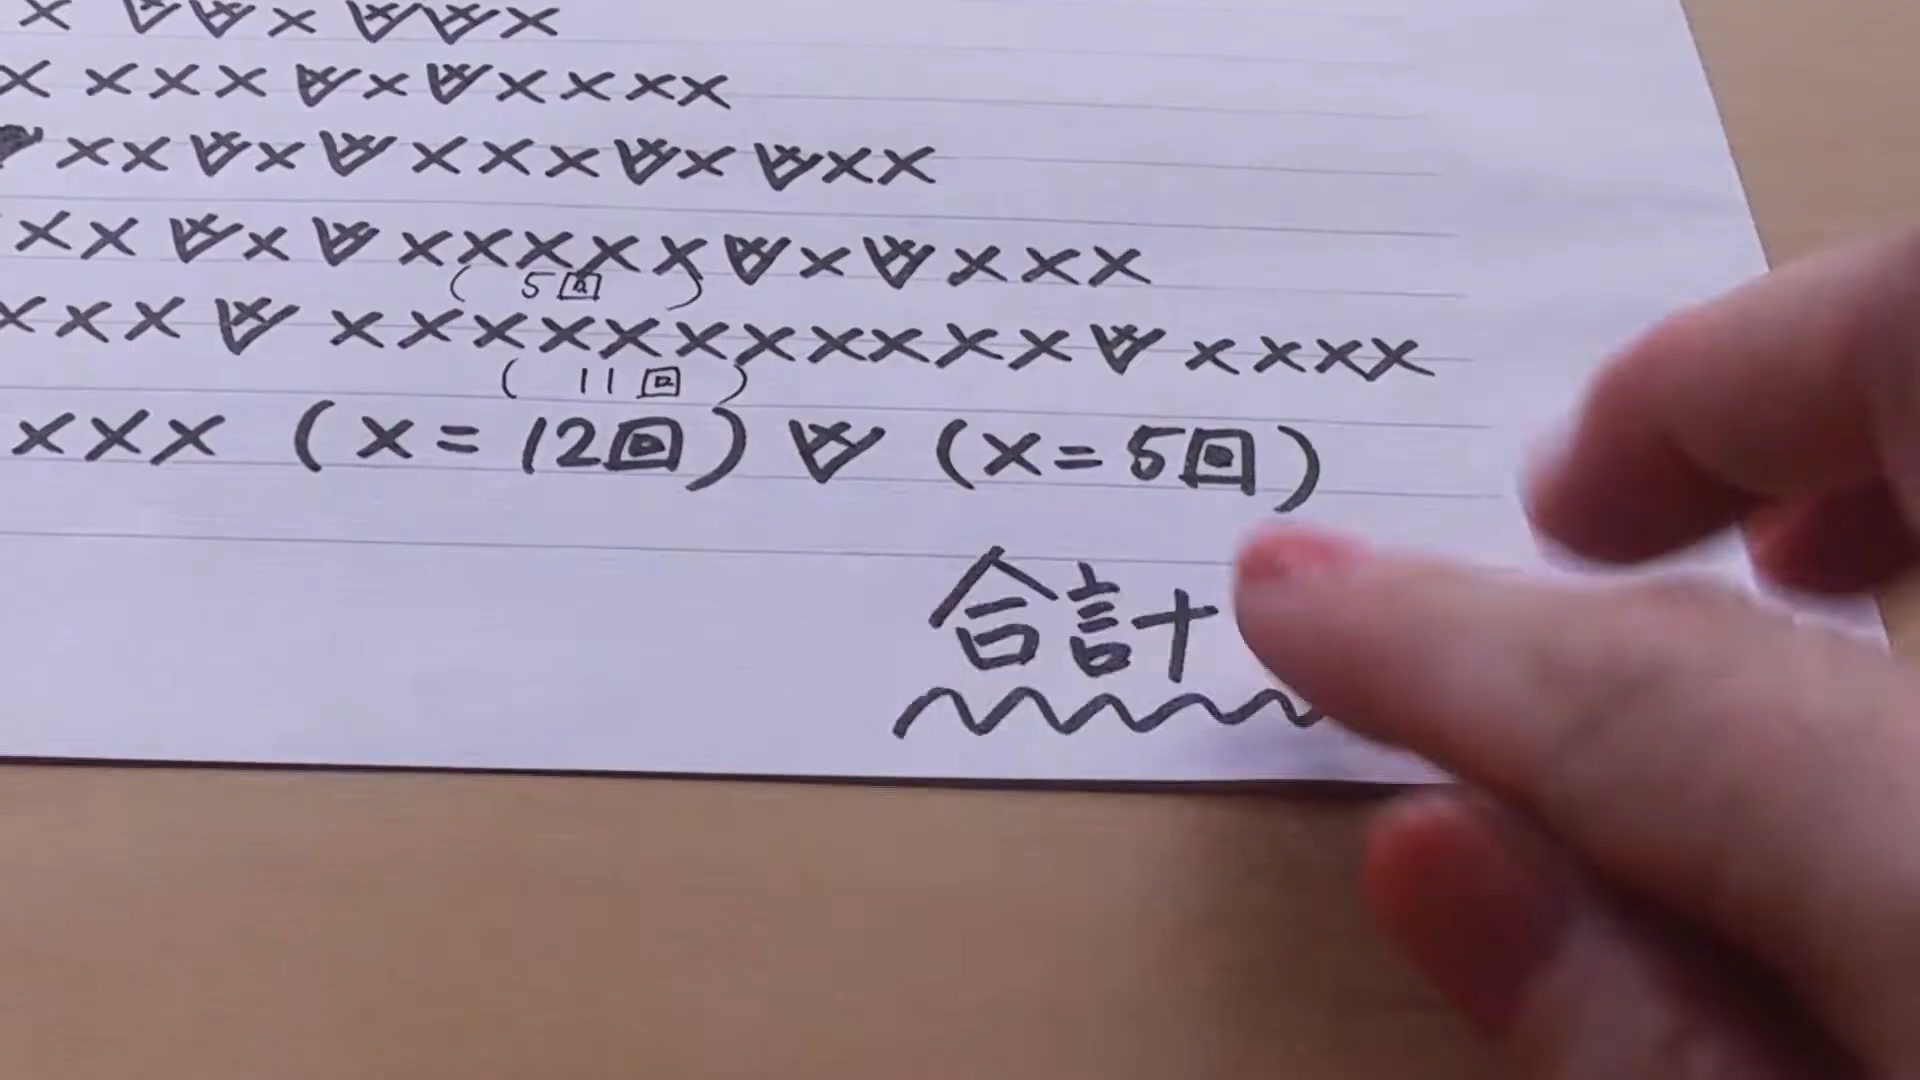 × V V × V V ×
× × × × V × V × × × ×
× × V × V × × × V × V × ×
× × V × V × × × × × V × V × × ×
( 5回 )
× × × V × × × × × × × × × × × V × × × ×
( 11回 )
× × × ( × = 12回 ) V ( × = 5回 )
合計